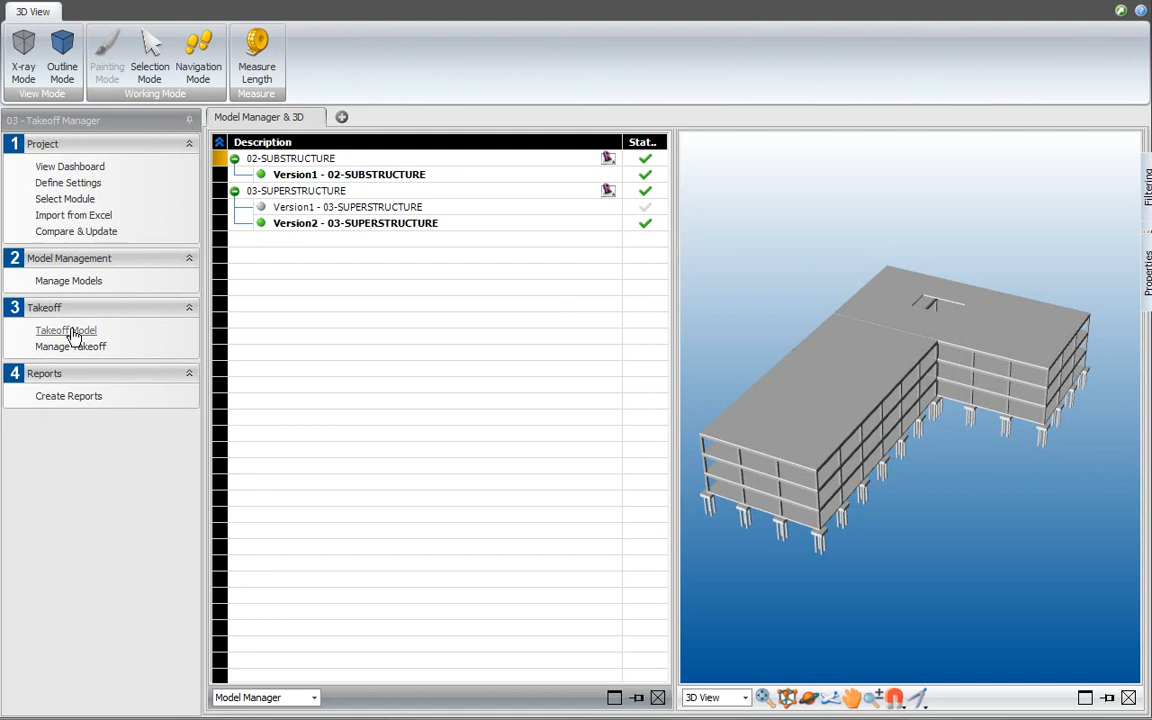 3D View
X-ray Mode
Outline Mode
Painting Mode
Selection Mode
Navigation Mode
Measure Length
View Mode
Working Mode
Measure
03 - Takeoff Manager
Model Manager & 3D
1 Project
View Dashboard
Define Settings
Select Module
Import from Excel
Compare & Update
2 Model Management
Manage Models
3 Takeoff
Takeoff Model
Manage Takeoff
4 Reports
Create Reports
Description Stat..
02-SUBSTRUCTURE
Version1 - 02-SUBSTRUCTURE
03-SUPERSTRUCTURE
Version1 - 03-SUPERSTRUCTURE
Version2 - 03-SUPERSTRUCTURE
Filtering
Properties
Model Manager
3D View